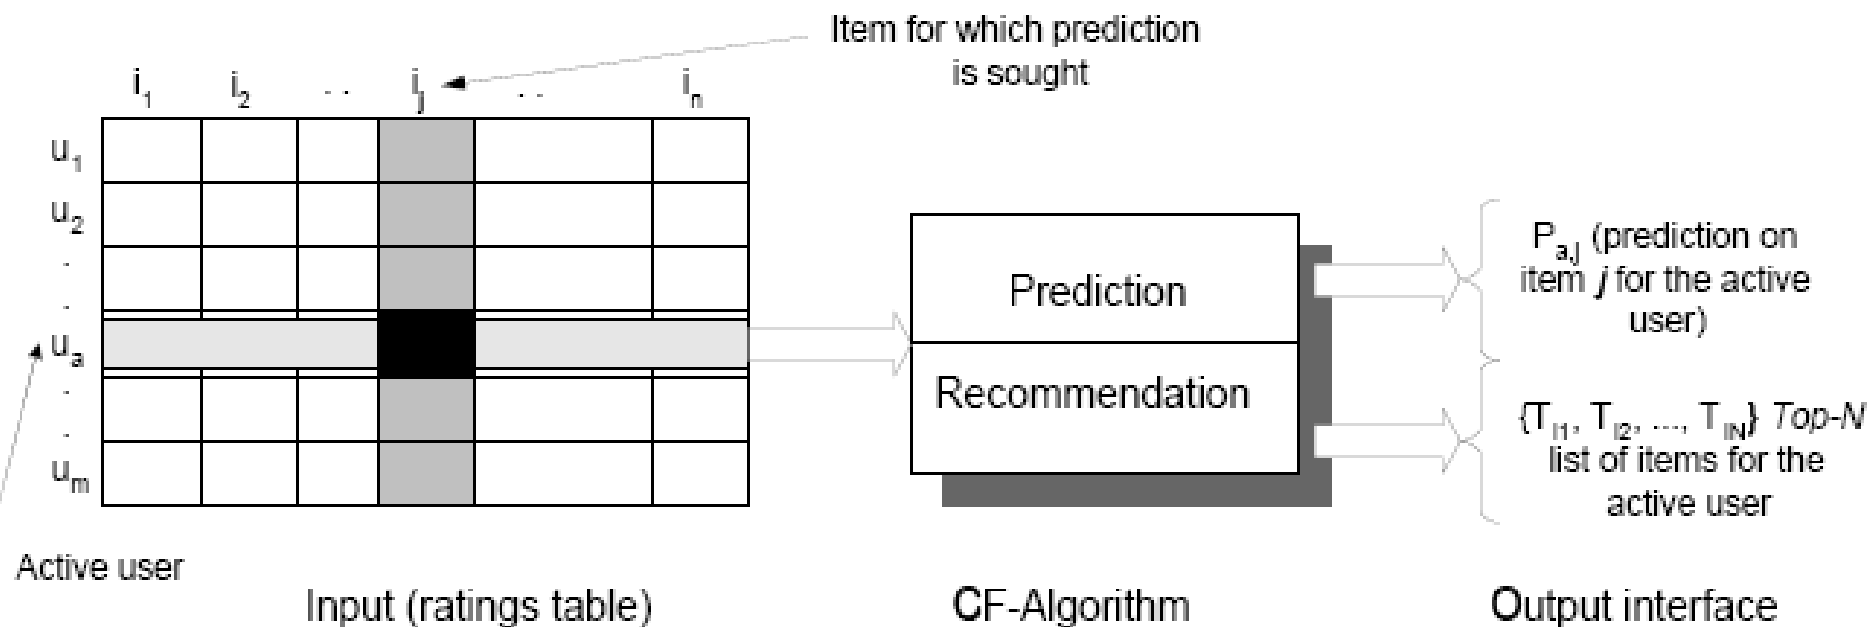 Item for which prediction
is sought
i1 i2 . . ij . . in
u1
u2
.
.
ua
.
.
um
Active user
Input (ratings table)
Prediction
Recommendation
CF-Algorithm
Pa,j (prediction on
item j for the active
user)
{Ti1, Ti2, ..., TiN} Top-N
list of items for the
active user
Output interface